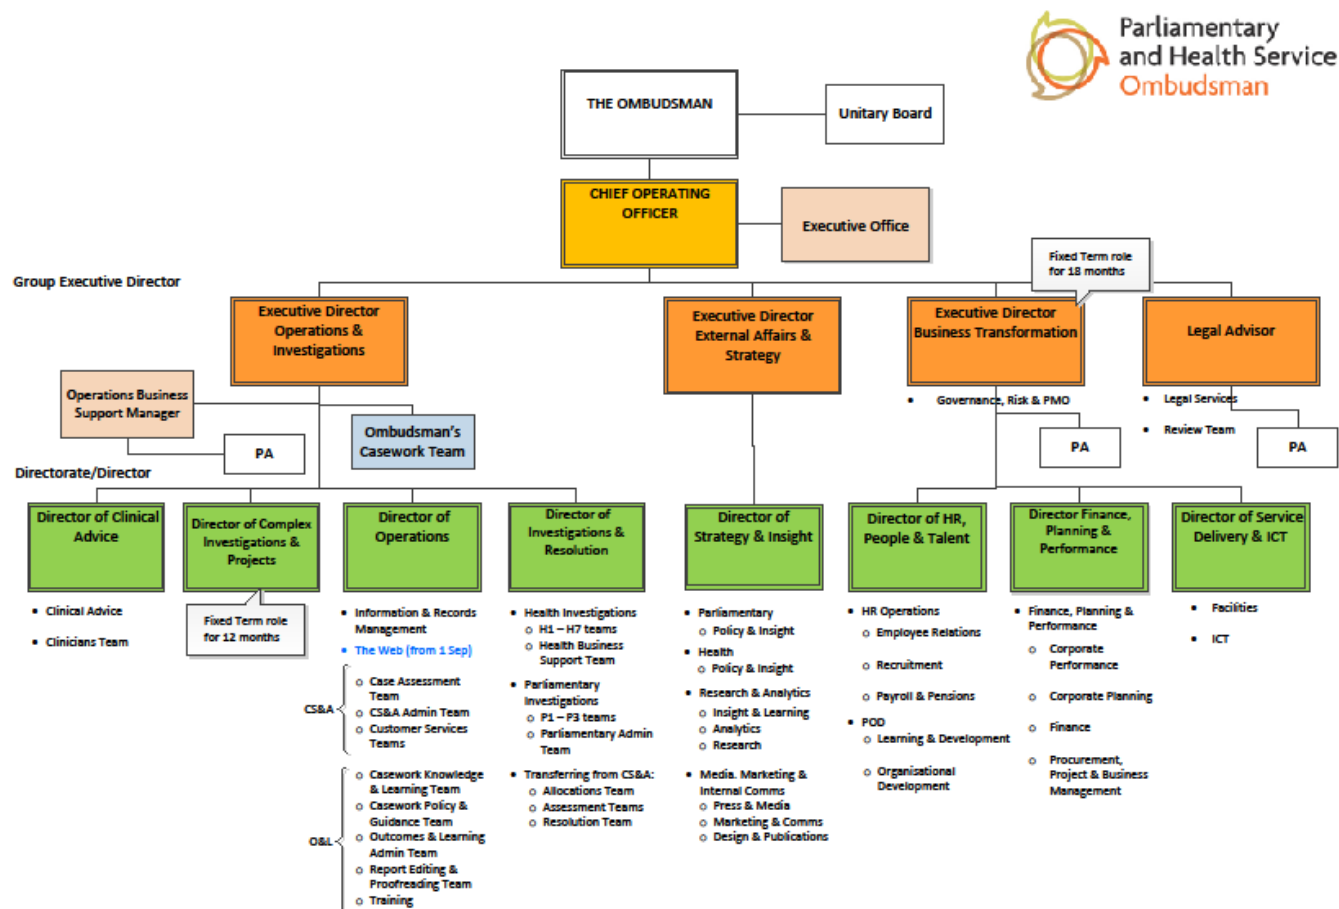 Parliamentary
and Health Service
Ombudsman
THE OMBUDSMAN
Unitary Board
CHIEF OPERATING
OFFICER
Executive Office
Fixed Term role
for 18 months
Group Executive Director
Executive Director
Operations &
Investigations
Executive Director
External Affairs &
Strategy
Executive Director
Business Transformation
Legal Advisor
Operations Business
Support Manager
PA
Ombudsman's
Casework Team
• Governance, Risk & PMO
PA
• Legal Services
• Review Team
PA
Directorate/Director
Director of Clinical
Advice
Director of Complex
Investigations &
Projects
Director of
Operations
Director of
Investigations &
Resolution
Director of
Strategy & Insight
Director of HR,
People & Talent
Director Finance,
Planning &
Performance
Director of Service
Delivery & ICT
• Clinical Advice
• Clinicians Team
Fixed Term role
for 12 months
• Information & Records
Management
• The Web (from 1 Sep)
CS&A
o Case Assessment
Team
o CS&A Admin Team
o Customer Services
Teams
O&L
o Casework Knowledge
& Learning Team
o Casework Policy &
Guidance Team
o Outcomes & Learning
Admin Team
o Report Editing &
Proofreading Team
o Training
• Health Investigations
o H1 – H7 teams
o Health Business
Support Team
• Parliamentary
Investigations
o P1 – P3 teams
o Parliamentary Admin
Team
• Transferring from CS&A:
o Allocations Team
o Assessment Teams
o Resolution Team
• Parliamentary
o Policy & Insight
• Health
o Policy & Insight
• Research & Analytics
o Insight & Learning
o Analytics
o Research
• Media. Marketing &
Internal Comms
o Press & Media
o Marketing & Comms
o Design & Publications
• HR Operations
o Employee Relations
o Recruitment
o Payroll & Pensions
• POD
o Learning & Development
o Organisational
Development
• Finance, Planning &
Performance
o Corporate
Performance
o Corporate Planning
o Finance
o Procurement,
Project & Business
Management
• Facilities
• ICT